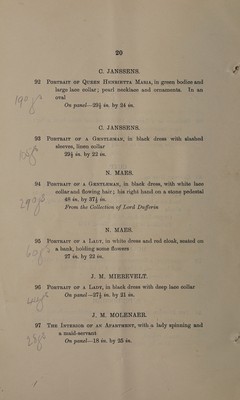 20
C. JANSSENS.
92 PORTRAIT OF QUEEN HENRIETTA MARIA, in green bodice and
large lace collar; pearl necklace and ornaments. In an
oval
On panel—29½ in. by 24 in.
C. JANSSENS.
93 PORTRAIT OF A GENTLEMAN, in black dress with slashed
sleeves, linen collar
29½ in. by 22 in.
N. MAES.
94 PORTRAIT OF A GENTLEMAN, in black dress, with white lace
collar and flowing hair; his right hand on a stone pedestal
48 in. by 37½ in.
From the Collection of Lord Dufferin
N. MAES.
95 PORTRAIT OF A LADY, in white dress and red cloak, seated on
a bank, holding some flowers
27 in. by 22 in.
J. M. MIEREVELT.
96 PORTRAIT OF A LADY, in black dress with deep lace collar
On panel—27½ in. by 21 in.
J. M. MOLENAER.
97 THE INTERIOR OF AN APARTMENT, with a lady spinning and
a maid-servant
On panel—18 in. by 25 in.